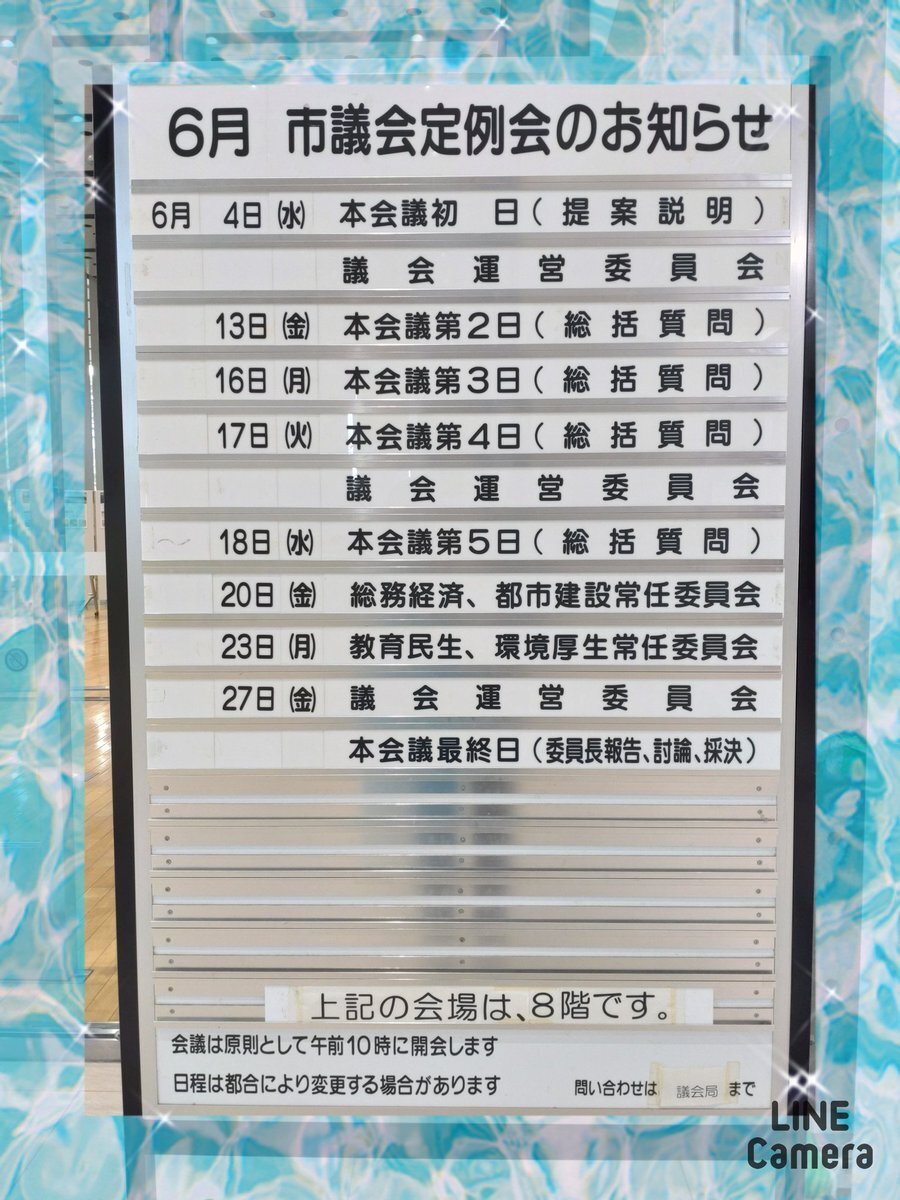 6月 市議会定例会のお知らせ
6月 4日 ㈬ 本会議初 日(提案説明)
議会運営委員会
13日 ㈮ 本会議第2日(総括質問)
16日 ㈪ 本会議第3日(総括質問)
17日 ㈫ 本会議第4日(総括質問)
議会運営委員会
18日 ㈬ 本会議第5日(総括質問)
20日 ㈮ 総務経済、都市建設常任委員会
23日 ㈪ 教育民生、環境厚生常任委員会
27日 ㈮ 議会運営委員会
本会議最終日(委員長報告、討論、採決)
上記の会場は、8階です。
会議は原則として午前10時に開会します
日程は都合により変更する場合があります 問い合わせは 議会局 まで
LINE
Camera